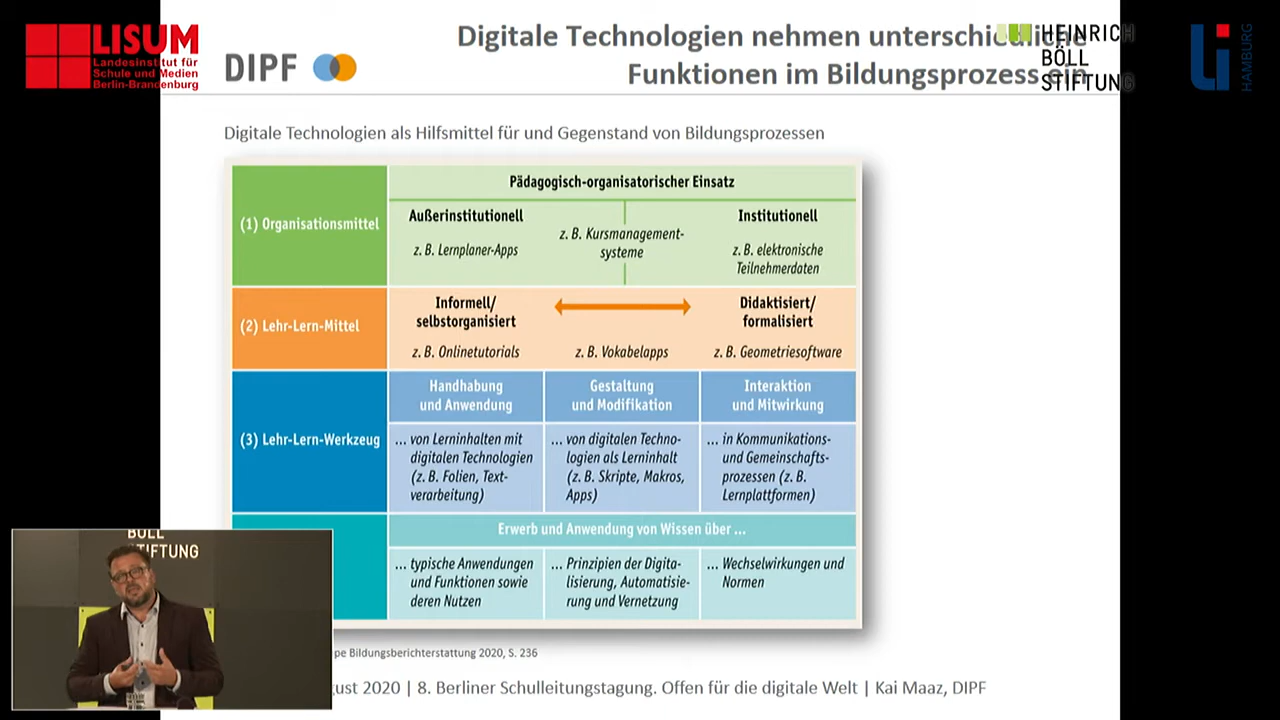 LISUM
Landesinstitut für
Schule und Medien
Berlin-Brandenburg
DIPF
Digitale Technologien nehmen unterschiedliche
Funktionen im Bildungsprozess ein
HEINRICH
BÖLL
STIFTUNG
HAMBURG
Digitale Technologien als Hilfsmittel für und Gegenstand von Bildungsprozessen
(1) Organisationsmittel
Pädagogisch-organisatorischer Einsatz
Außerinstitutionell
z. B. Lernplaner-Apps
z. B. Kursmanagement-
systeme
Institutionell
z. B. elektronische
Teilnehmerdaten
(2) Lehr-Lern-Mittel
Informell/
selbstorganisiert
z. B. Onlinetutorials
z. B. Vokabelapps
Didaktisiert/
formalisiert
z. B. Geometriesoftware
(3) Lehr-Lern-Werkzeug
Handhabung
und Anwendung
Gestaltung
und Modifikation
Interaktion
und Mitwirkung
... von Lerninhalten mit
digitalen Technologien
(z. B. Folien, Text-
verarbeitung)
... von digitalen Techno-
logien als Lerninhalt
(z. B. Skripte, Makros,
Apps)
... in Kommunikations-
und Gemeinschafts-
prozessen (z. B.
Lernplattformen)
Erwerb und Anwendung von Wissen über ...
... typische Anwendungen
und Funktionen sowie
deren Nutzen
... Prinzipien der Digita-
lisierung, Automatisie-
rung und Vernetzung
... Wechselwirkungen und
Normen
BÖLL
STIFTUNG
pe Bildungsberichterstattung 2020, S. 236
ust 2020 | 8. Berliner Schulleitungstagung. Offen für die digitale Welt | Kai Maaz, DIPF